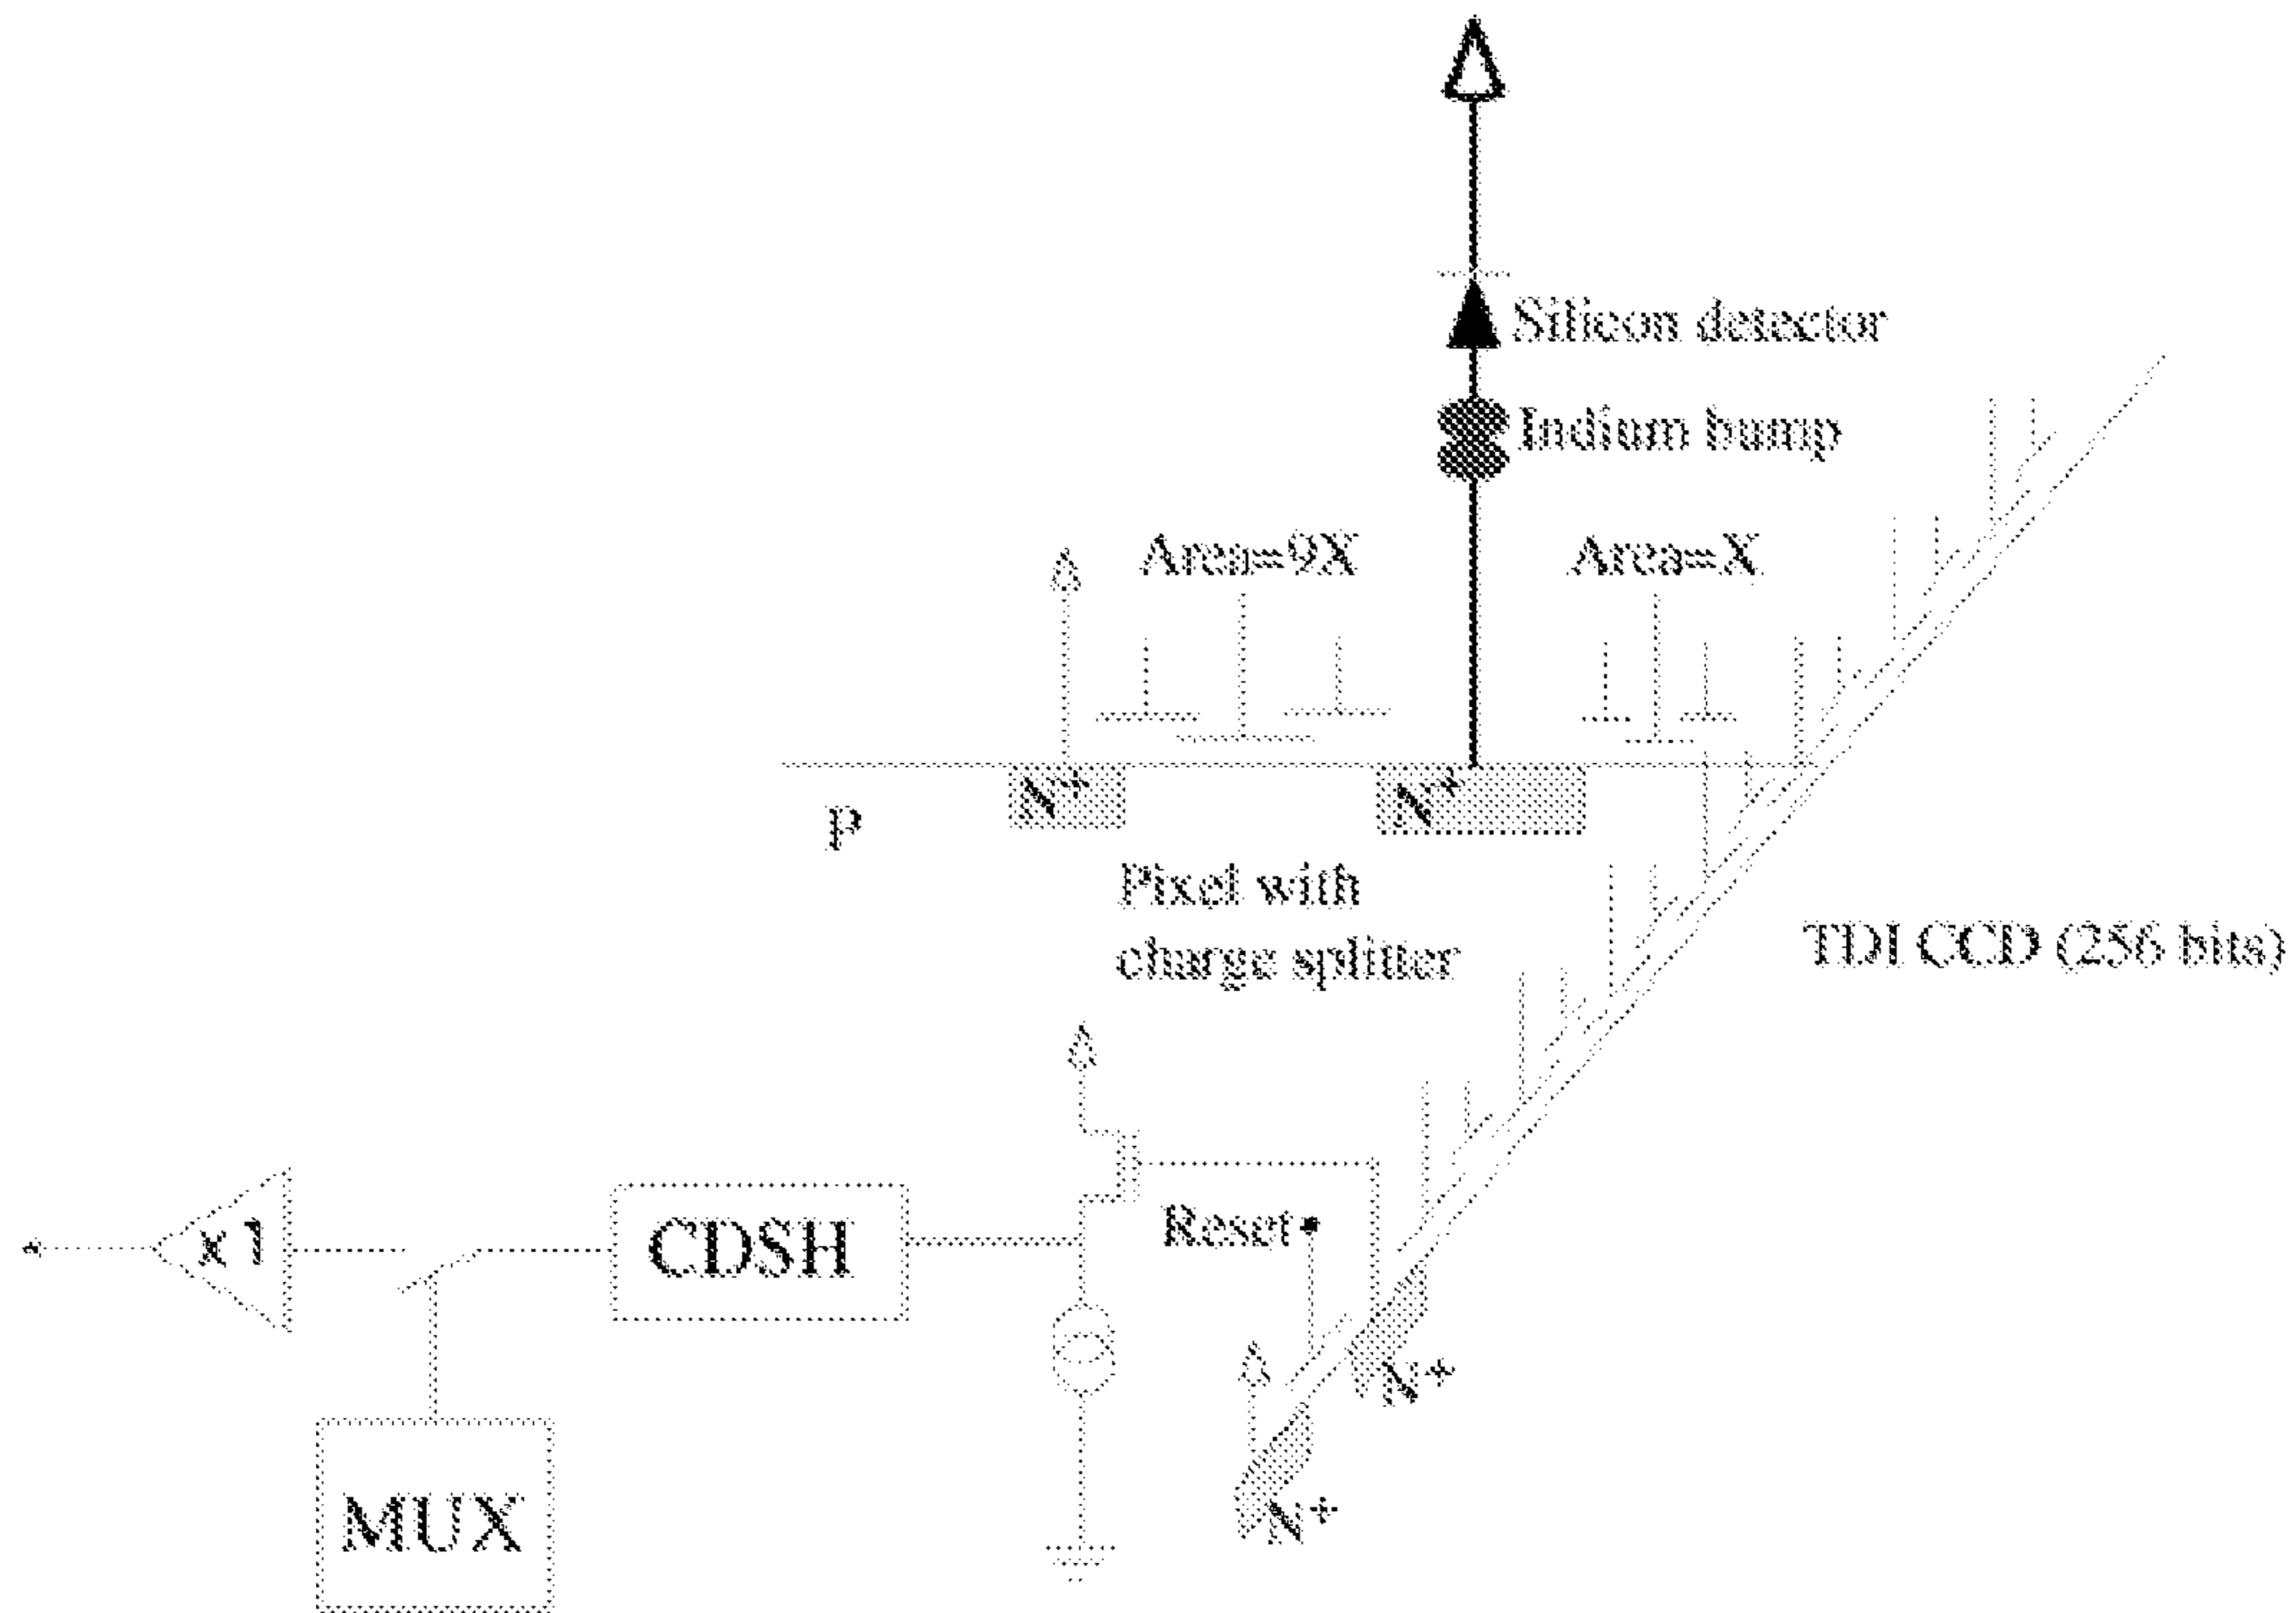 Silicon detector
Indium bump
Area=9X
Area=X
N+
N+
P
Pixel with
charge splitter
TDI CCD (256 bits)
x1
CDSH
Reset
N+
MUX
N+